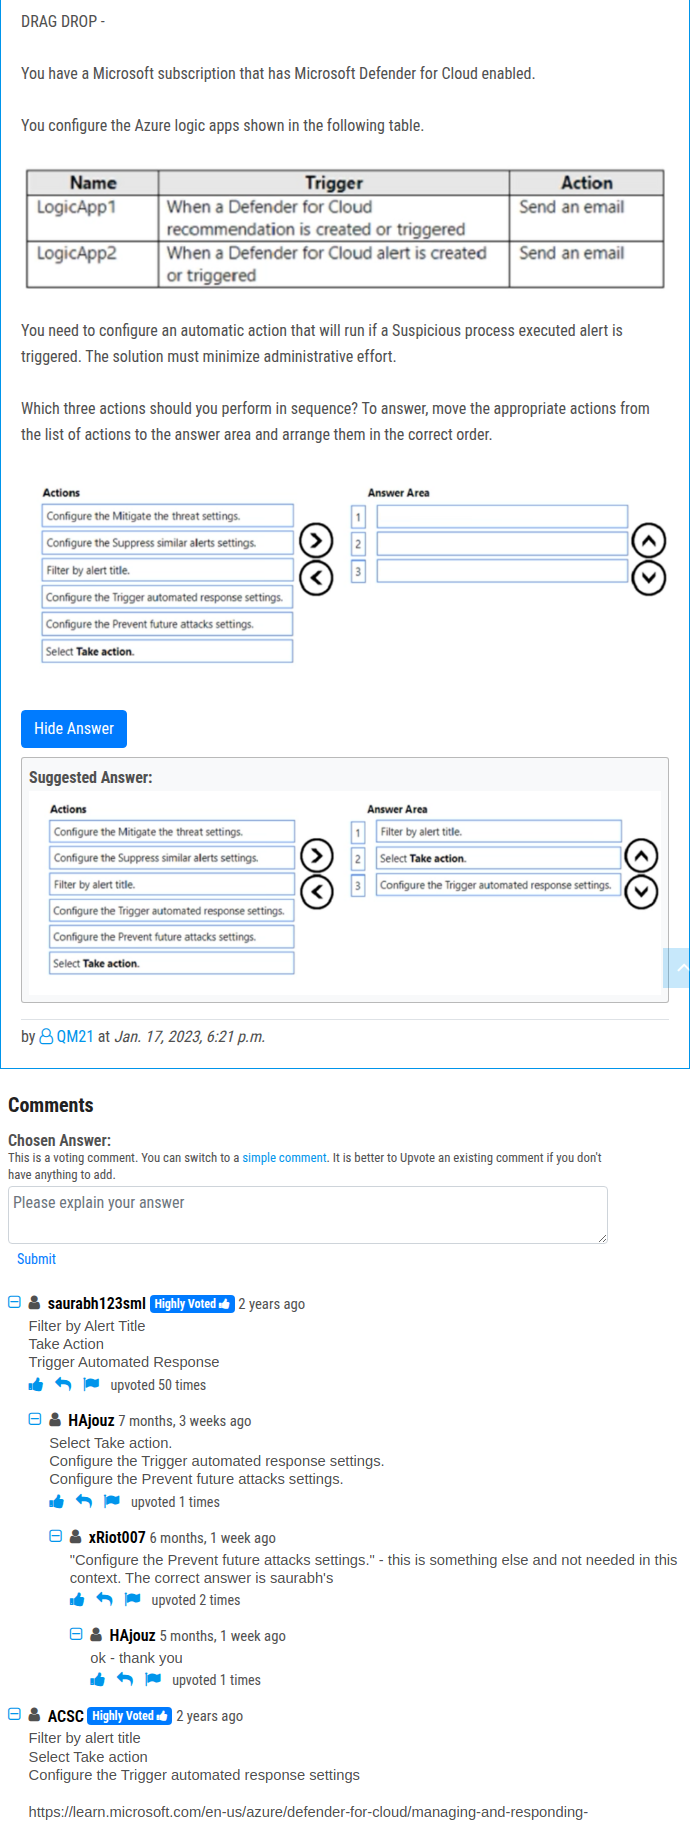 DRAG DROP -
You have a Microsoft subscription that has Microsoft Defender for Cloud enabled.
You configure the Azure logic apps shown in the following table.
Name Trigger Action
LogicApp1 When a Defender for Cloud recommendation is created or triggered Send an email
LogicApp2 When a Defender for Cloud alert is created or triggered Send an email
You need to configure an automatic action that will run if a Suspicious process executed alert is
triggered. The solution must minimize administrative effort.
Which three actions should you perform in sequence? To answer, move the appropriate actions from
the list of actions to the answer area and arrange them in the correct order.
Actions
Configure the Mitigate the threat settings.
Configure the Suppress similar alerts settings.
Filter by alert title.
Configure the Trigger automated response settings.
Configure the Prevent future attacks settings.
Select Take action.
Answer Area
1
2
3
Hide Answer
Suggested Answer:
Actions
Configure the Mitigate the threat settings.
Configure the Suppress similar alerts settings.
Filter by alert title.
Configure the Trigger automated response settings.
Configure the Prevent future attacks settings.
Select Take action.
Answer Area
1 Filter by alert title.
2 Select Take action.
3 Configure the Trigger automated response settings.
by QM21 at Jan. 17, 2023, 6:21 p.m.
Comments
Chosen Answer:
This is a voting comment. You can switch to a simple comment. It is better to Upvote an existing comment if you don't
have anything to add.
Please explain your answer
Submit
saurabh123sml Highly Voted 2 years ago
Filter by Alert Title
Take Action
Trigger Automated Response
upvoted 50 times
HAjouz 7 months, 3 weeks ago
Select Take action.
Configure the Trigger automated response settings.
Configure the Prevent future attacks settings.
upvoted 1 times
xRiot007 6 months, 1 week ago
"Configure the Prevent future attacks settings." - this is something else and not needed in this
context. The correct answer is saurabh's
upvoted 2 times
HAjouz 5 months, 1 week ago
ok - thank you
upvoted 1 times
ACSC Highly Voted 2 years ago
Filter by alert title
Select Take action
Configure the Trigger automated response settings
https://learn.microsoft.com/en-us/azure/defender-for-cloud/managing-and-responding-